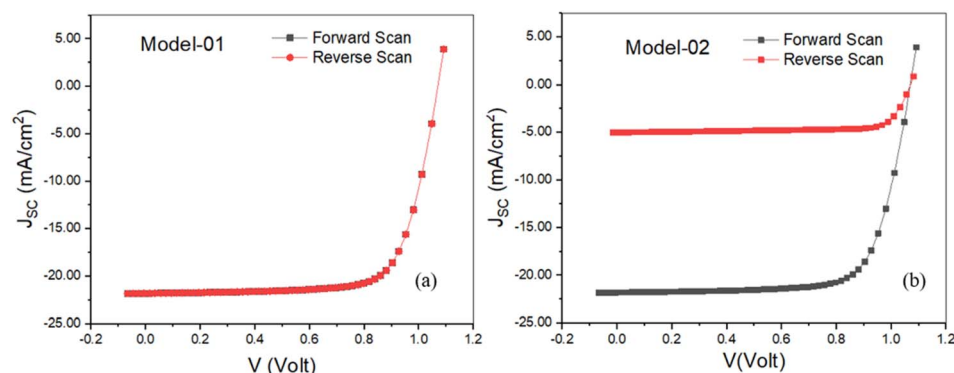 Model-01
Forward Scan
Reverse Scan
5.00
0.00
-5.00
-10.00
-15.00
-20.00
-25.00
J_SC (mA/cm²)
(a)
-0.2 0.0 0.2 0.4 0.6 0.8 1.0 1.2
V (Volt)
Model-02
Forward Scan
Reverse Scan
5.00
0.00
-5.00
-10.00
-15.00
-20.00
-25.00
J_SC (mA/cm²)
(b)
-0.2 0.0 0.2 0.4 0.6 0.8 1.0 1.2
V(Volt)